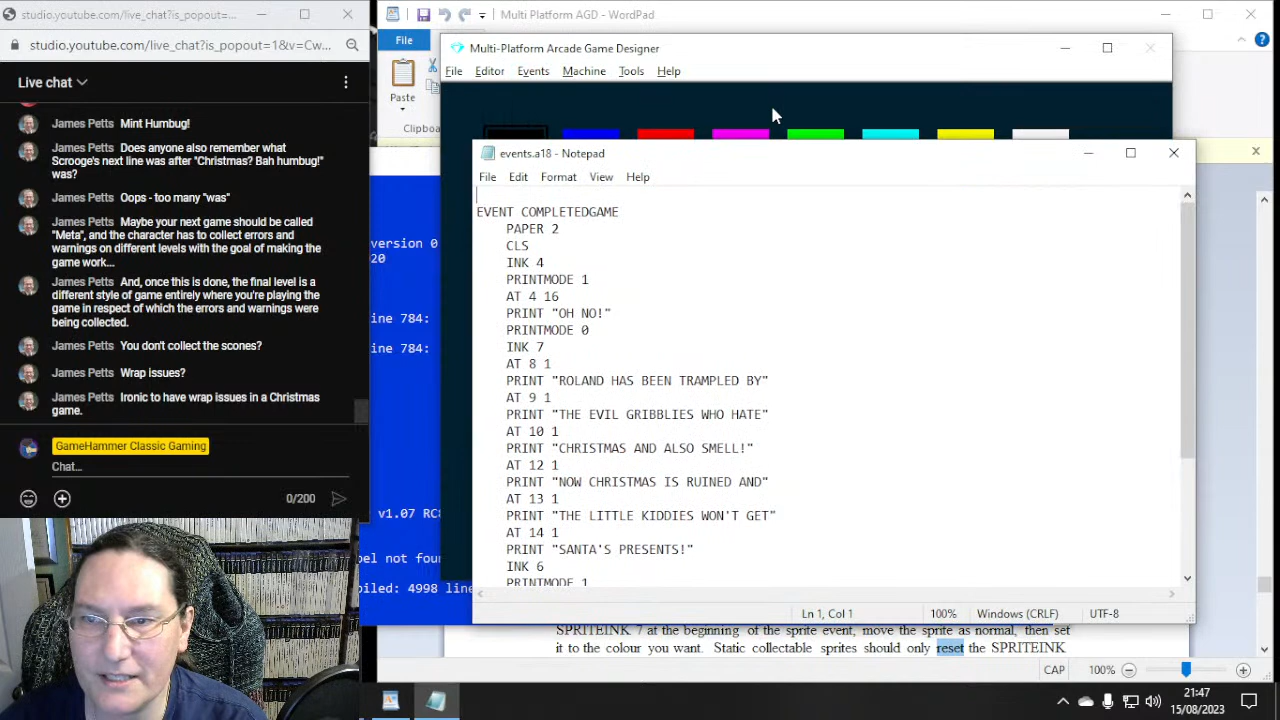 studio.youtube.com/live_chat?is_popout=...
studio.youtube.com/live_chat?is_popout=1&v=Cw...
Live chat
James Petts Mint Humbug!
James Petts Does anyone also remember what
Scrooge's next line was after "Christmas? Bah humbug!"
was?
James Petts Oops - too many "was"
James Petts Maybe your next game should be called
"Meta", and the character has to collect errors and
warnings on different levels with the goal of making the
game work...
James Petts And, once this is done, the final level is a
different style of game entirely where you're playing the
game in respect of which the errors and warnings were
being collected.
James Petts You don't collect the scones?
James Petts Wrap issues?
James Petts Ironic to have wrap issues in a Christmas
game.
GameHammer Classic Gaming
Chat...
0/200
Multi Platform AGD - WordPad
File
Paste
Clipboard
Multi-Platform Arcade Game Designer
File Editor Events Machine Tools Help
version 0
20
ine 784:
ine 784:
v1.07 RC8
bel not fou
iled: 4998 line
events.a18 - Notepad
File Edit Format View Help
EVENT COMPLETEDGAME
PAPER 2
CLS
INK 4
PRINTMODE 1
AT 4 16
PRINT "OH NO!"
PRINTMODE 0
INK 7
AT 8 1
PRINT "ROLAND HAS BEEN TRAMPLED BY"
AT 9 1
PRINT "THE EVIL GRIBBLIES WHO HATE"
AT 10 1
PRINT "CHRISTMAS AND ALSO SMELL!"
AT 12 1
PRINT "NOW CHRISTMAS IS RUINED AND"
AT 13 1
PRINT "THE LITTLE KIDDIES WON'T GET"
AT 14 1
PRINT "SANTA'S PRESENTS!"
INK 6
PRINTMODE 1
Ln 1, Col 1 100% Windows (CRLF) UTF-8
SPRITEINK 7 at the beginning of the sprite event, move the sprite as normal, then set
it to the colour you want. Static collectable sprites should only reset the SPRITEINK
CAP 100%
21:47
15/08/2023